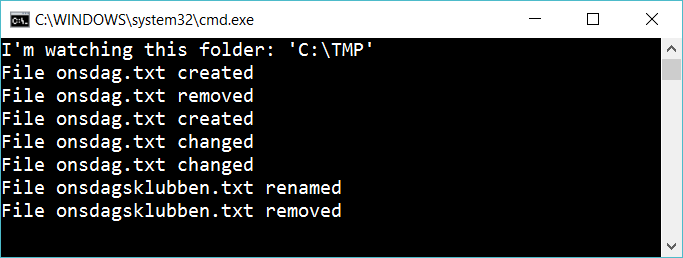 C:\WINDOWS\system32\cmd.exe
I'm watching this folder: 'C:\TMP'
File onsdag.txt created
File onsdag.txt removed
File onsdag.txt created
File onsdag.txt changed
File onsdag.txt changed
File onsdagsklubben.txt renamed
File onsdagsklubben.txt removed